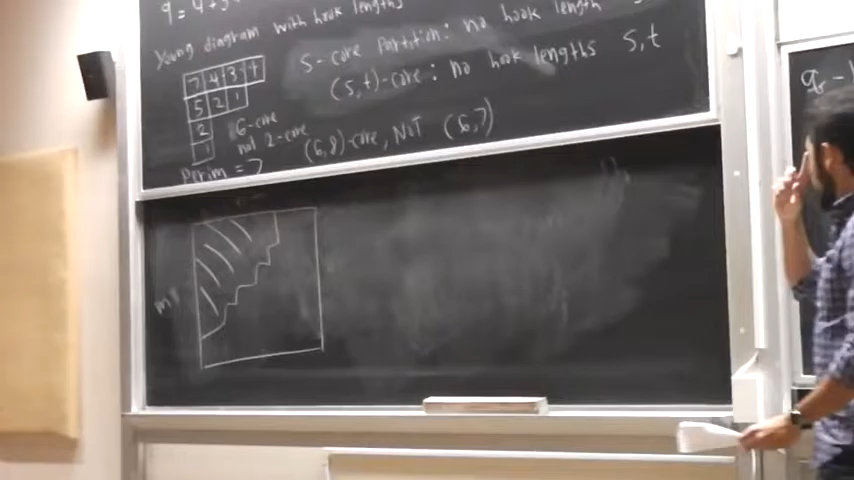 9 = 4 +
Young diagram with hook lengths
7 4 3 1
5 2 1
2
1
6-core
not 2-core
Perim = 7
s-core partition: no hook length
(s,t)-core: no hook lengths s,t
(6,8)-core, NOT (6,7)
m